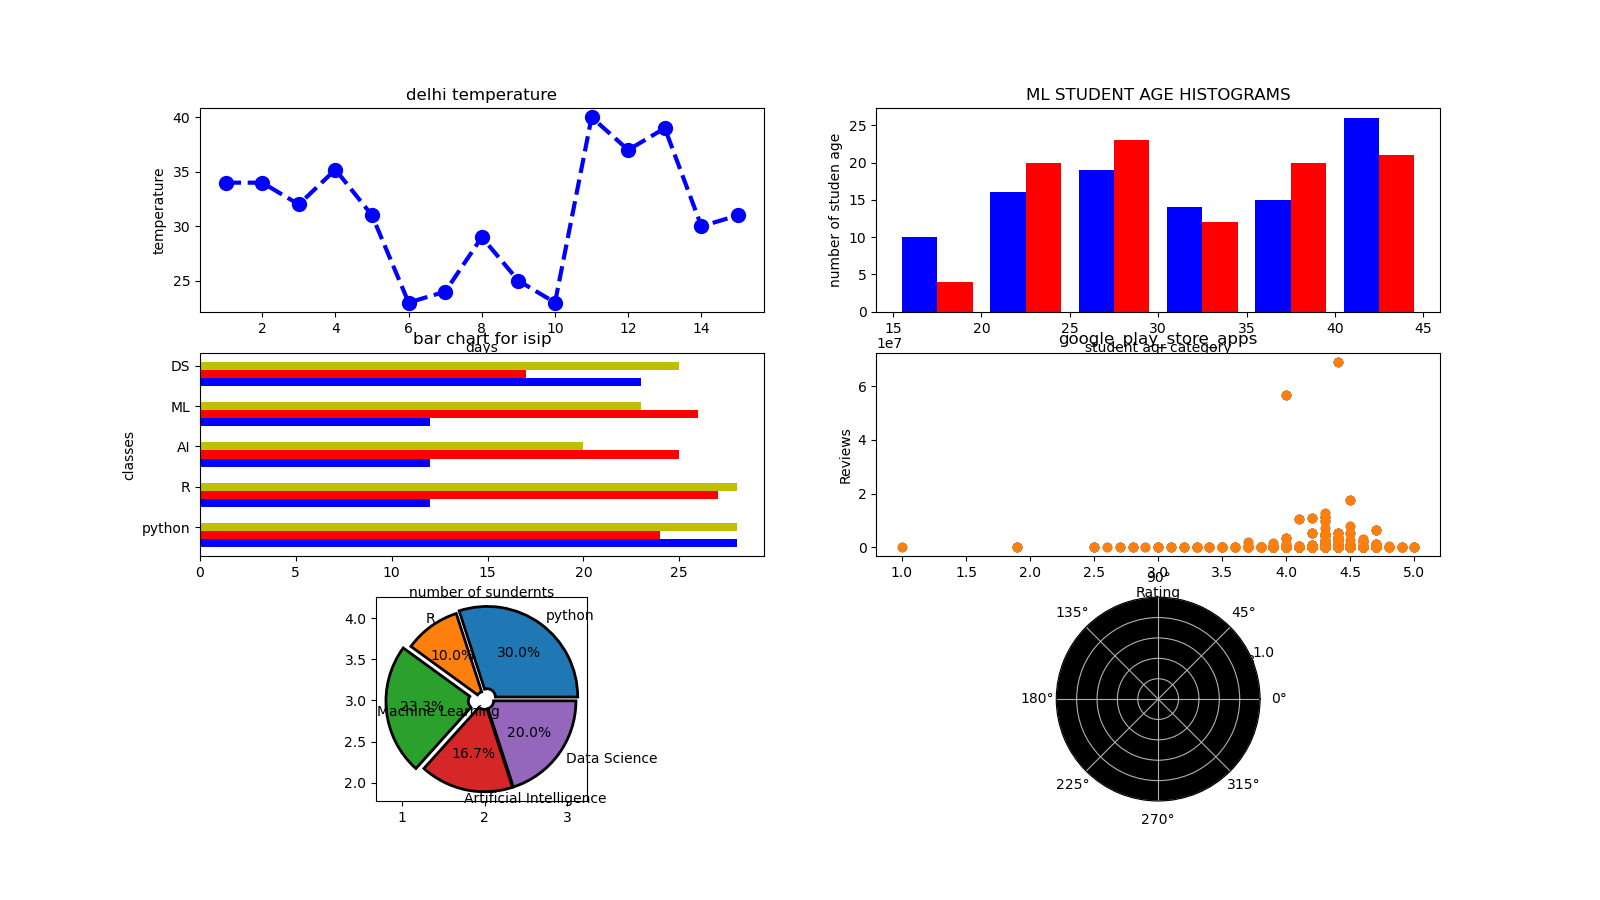 delhi temperature
40
35
30
25
temperature
2 4 6 8 10 12 14
days
ML STUDENT AGE HISTOGRAMS
25
20
15
10
5
0
number of studen age
15 20 25 30 35 40 45
student agr category
bar chart for isip
DS
ML
AI
R
python
classes
0 5 10 15 20 25
number of sundernts
google_play_store_apps
1e7
6
4
2
0
Reviews
1.0 1.5 2.0 2.5 3.0 3.5 4.0 4.5 5.0
Rating
4.0
3.5
3.0
2.5
2.0
1 2 3
python
30.0%
R
10.0%
Machine Learning
23.3%
Artificial Intelligence
16.7%
Data Science
20.0%
90°
135°
45°
1.0
180°
0°
225°
315°
270°